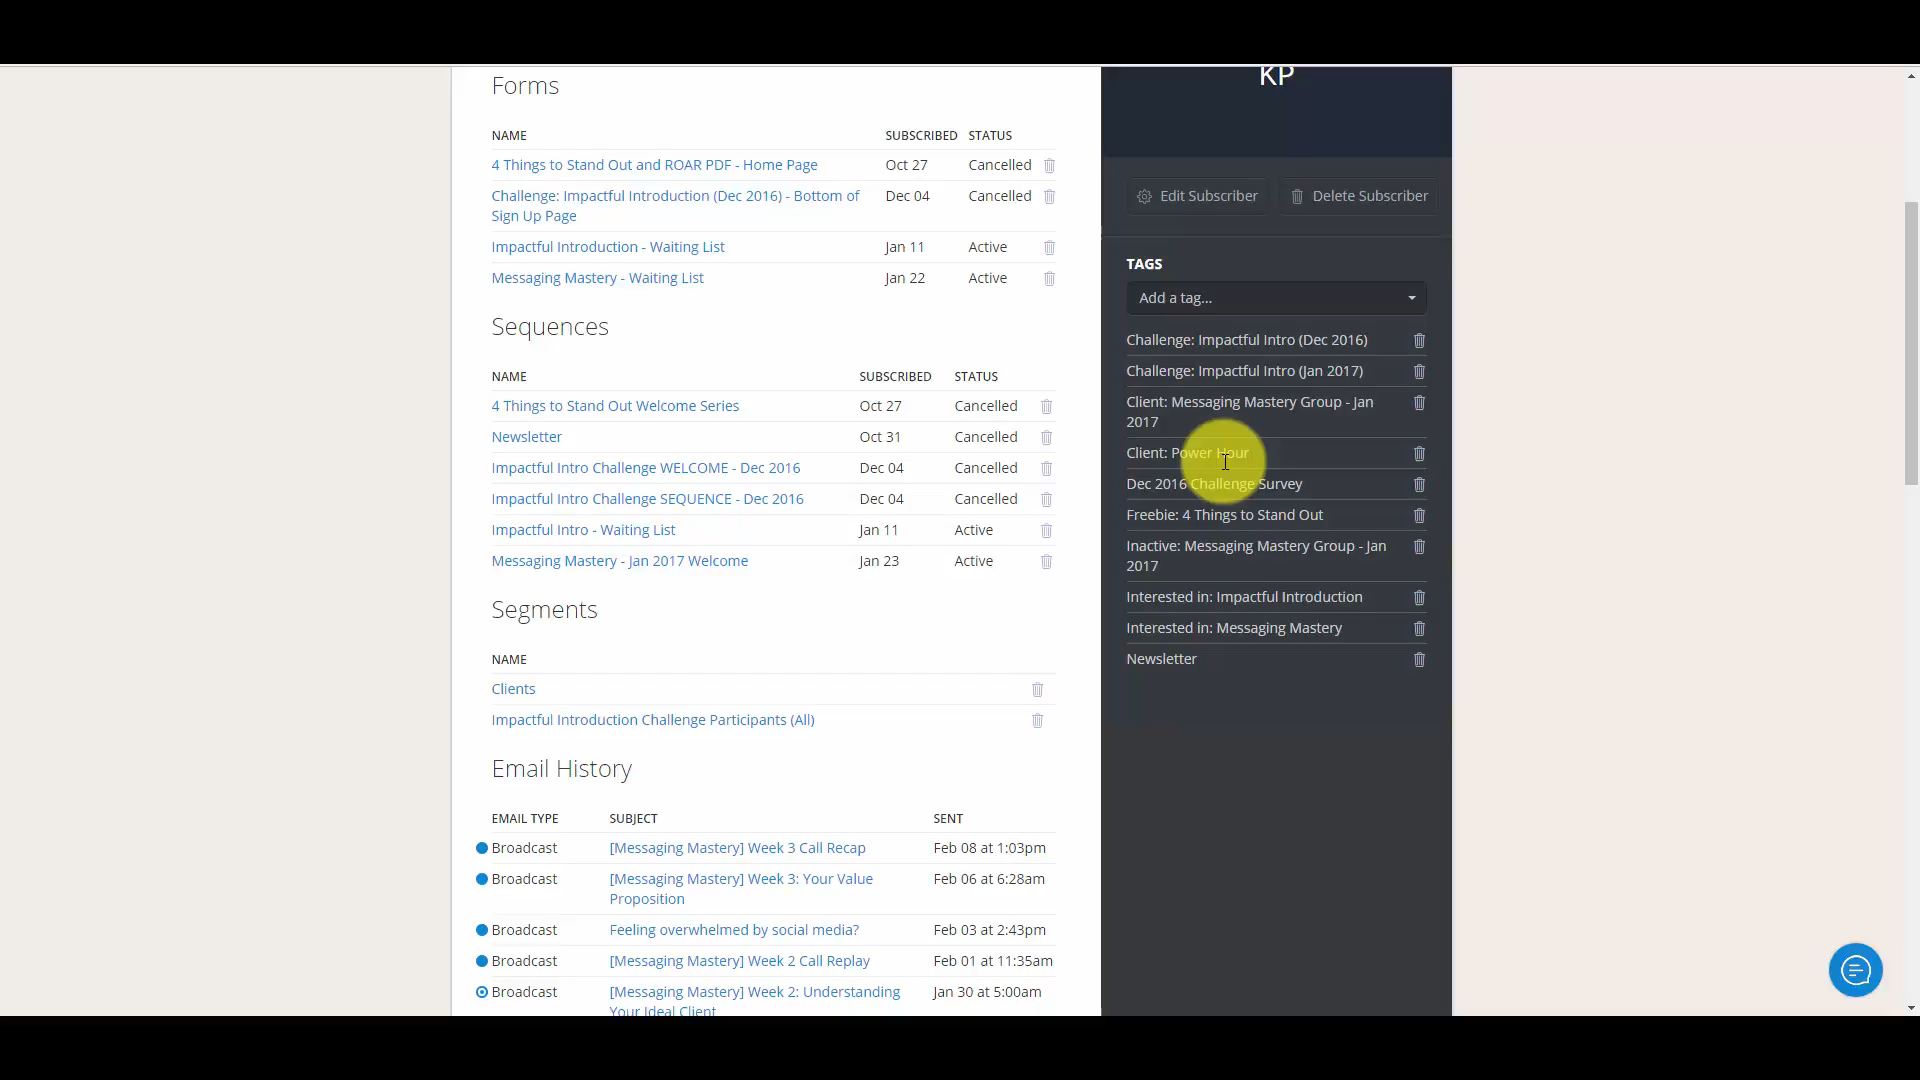 Forms
NAME SUBSCRIBED STATUS
4 Things to Stand Out and ROAR PDF - Home Page Oct 27 Cancelled
Challenge: Impactful Introduction (Dec 2016) - Bottom of Dec 04 Cancelled
Sign Up Page
Impactful Introduction - Waiting List Jan 11 Active
Messaging Mastery - Waiting List Jan 22 Active
Sequences
NAME SUBSCRIBED STATUS
4 Things to Stand Out Welcome Series Oct 27 Cancelled
Newsletter Oct 31 Cancelled
Impactful Intro Challenge WELCOME - Dec 2016 Dec 04 Cancelled
Impactful Intro Challenge SEQUENCE - Dec 2016 Dec 04 Cancelled
Impactful Intro - Waiting List Jan 11 Active
Messaging Mastery - Jan 2017 Welcome Jan 23 Active
Segments
NAME
Clients
Impactful Introduction Challenge Participants (All)
Email History
EMAIL TYPE SUBJECT SENT
Broadcast [Messaging Mastery] Week 3 Call Recap Feb 08 at 1:03pm
Broadcast [Messaging Mastery] Week 3: Your Value Feb 06 at 6:28am
Proposition
Broadcast Feeling overwhelmed by social media? Feb 03 at 2:43pm
Broadcast [Messaging Mastery] Week 2 Call Replay Feb 01 at 11:35am
Broadcast [Messaging Mastery] Week 2: Understanding Jan 30 at 5:00am
Your Ideal Client
KP
Edit Subscriber Delete Subscriber
TAGS
Add a tag...
Challenge: Impactful Intro (Dec 2016)
Challenge: Impactful Intro (Jan 2017)
Client: Messaging Mastery Group - Jan
2017
Client: Power Hour
Dec 2016 Challenge Survey
Freebie: 4 Things to Stand Out
Inactive: Messaging Mastery Group - Jan
2017
Interested in: Impactful Introduction
Interested in: Messaging Mastery
Newsletter